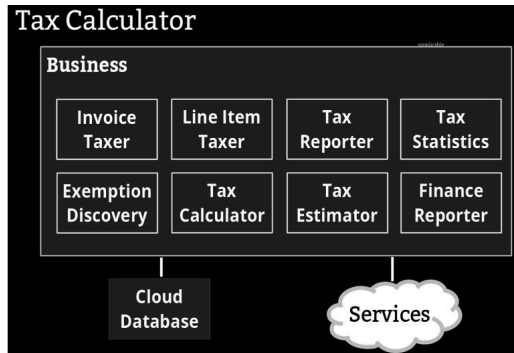 Tax Calculator
Business
Invoice
Taxer
Line Item
Taxer
Tax
Reporter
Tax
Statistics
Exemption
Discovery
Tax
Calculator
Tax
Estimator
Finance
Reporter
Cloud
Database
Services